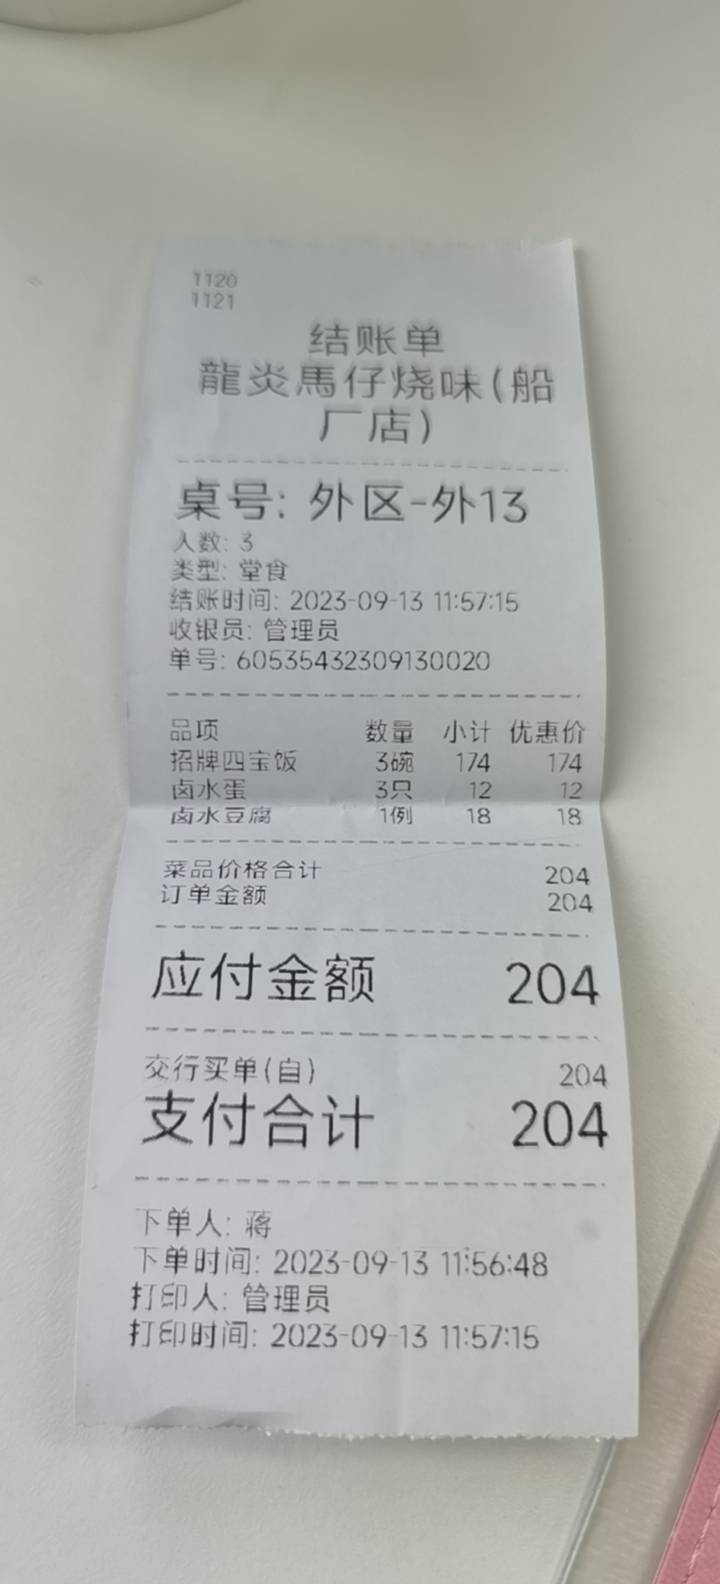 1120
1121
结账单
龍炎馬仔烧味(船
厂店)
桌号: 外区-外13
人数: 3
类型: 堂食
结账时间: 2023-09-13 11:57:15
收银员: 管理员
单号: 605354432309130020
品项 数量 小计 优惠价
招牌四宝饭 3碗 174 174
卤水蛋 3只 12 12
卤水豆腐 1例 18 18
菜品价格合计 204
订单金额 204
应付金额 204
交行买单(自) 204
支付合计 204
下单人: 蒋
下单时间: 2023-09-13 11:56:48
打印人: 管理员
打印时间: 2023-09-13 11:57:15